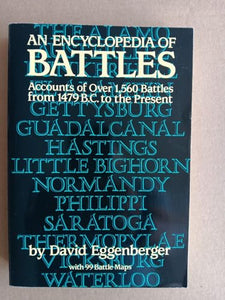 THE ALAMO
AN ENCYCLOPEDIA OF
BATTLES
Accounts of Over 1,560 Battles
from 1479 B.C. to the Present
GETTYSBURG
GUADALCANAL
HASTINGS
LITTLE BIGHORN
NORMANDY
PHILIPPI
SARATOGA
THERMOPYLAE
by David Eggenberger
with 99 Battle Maps
WATERLOO